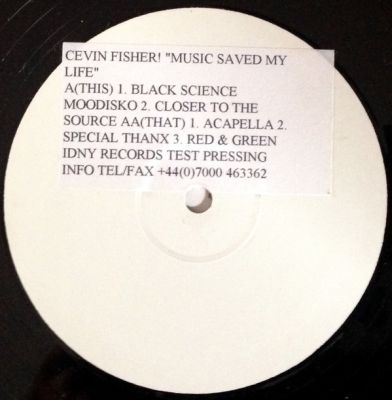 CEVIN FISHER! "MUSIC SAVED MY
LIFE"
A(THIS) 1. BLACK SCIENCE
MOODISKO 2. CLOSER TO THE
SOURCE AA(THAT) 1. ACAPELLA 2.
SPECIAL THANX 3. RED & GREEN
IDNY RECORDS TEST PRESSING
INFO TEL/FAX +44(0)7000 463362